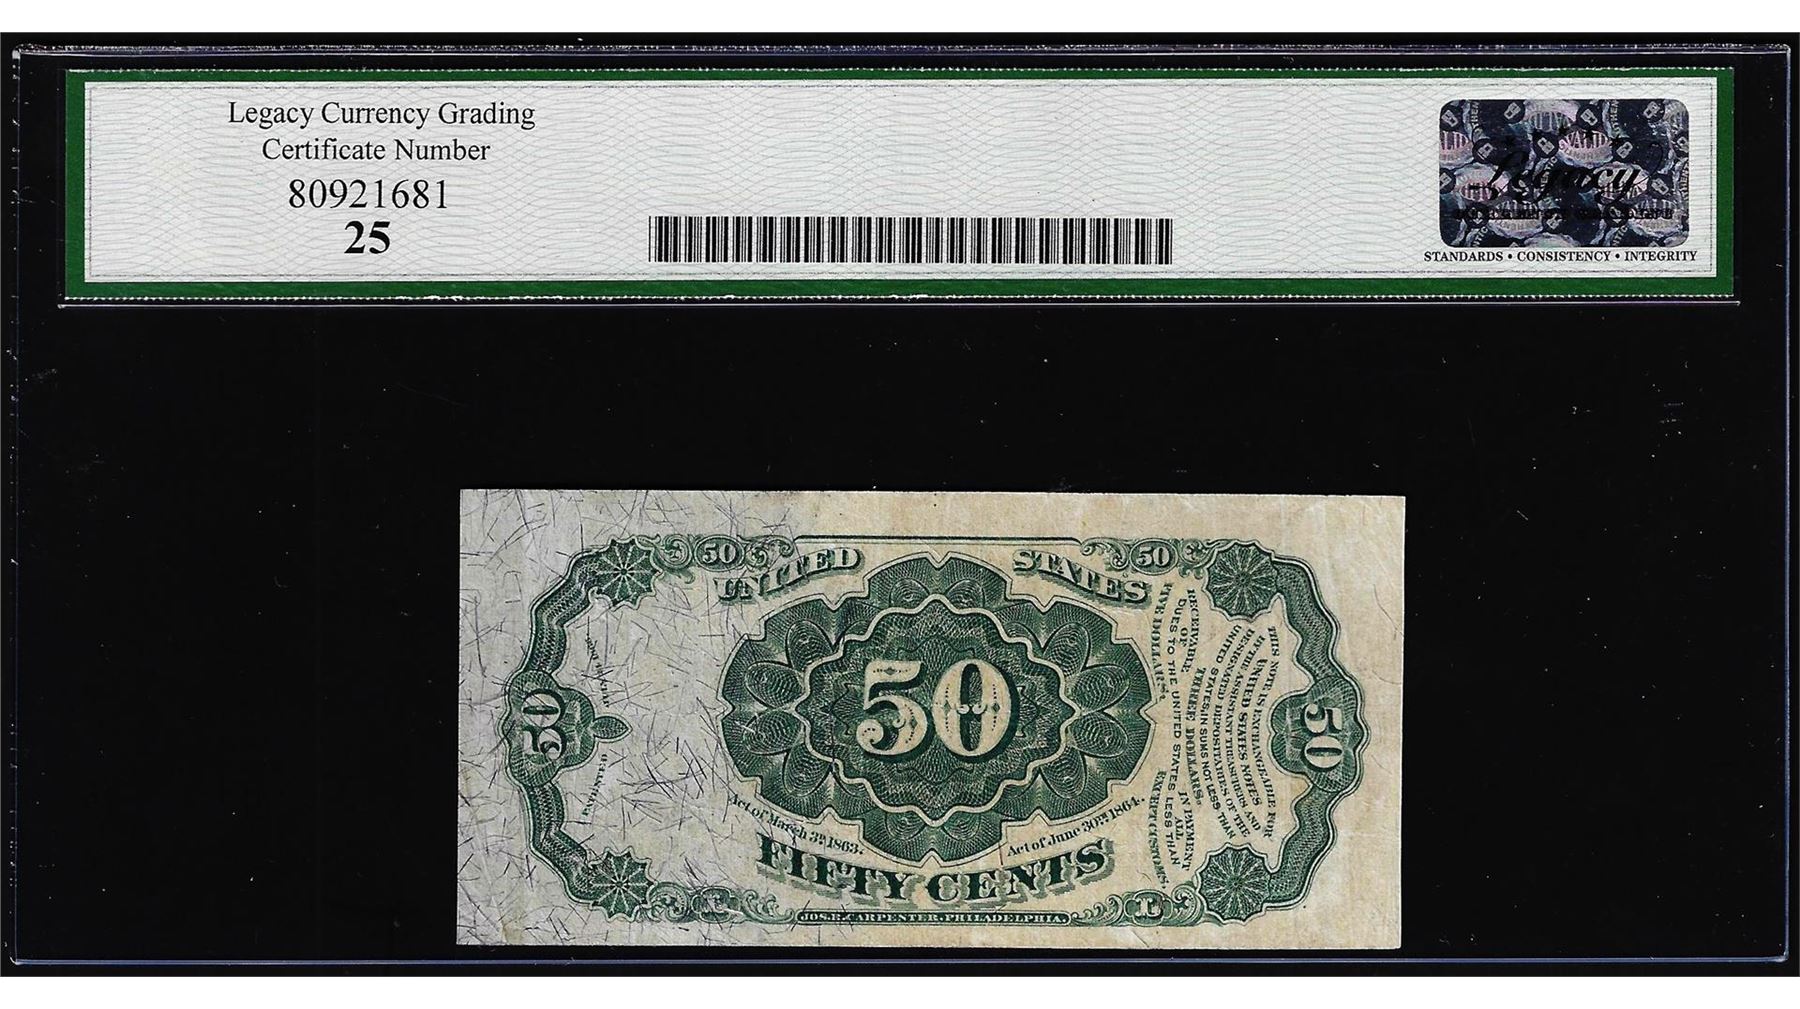 Legacy Currency Grading
Certificate Number
80921681
25
Legacy
STANDARDS • CONSISTENCY • INTEGRITY
50
50
UNITED STATES
50
50
50
Act of March 3D, 1863.
Act of June 30TH, 1864.
FIFTY CENTS
JOS. R. CARPENTER, PHILADELPHIA.
L
L
THIS NOTE IS EXCHANGEABLE FOR
UNITED STATES NOTES
BY THE ASSISTANT TREASURERS AND
DESIGNATED DEPOSITARIES OF THE
UNITED STATES, IN SUMS NOT LESS THAN
THREE DOLLARS.
RECEIVABLE IN PAYMENT
OF ALL
DUES TO THE UNITED STATES LESS THAN
FIVE DOLLARS, EXCEPT CUSTOMS.